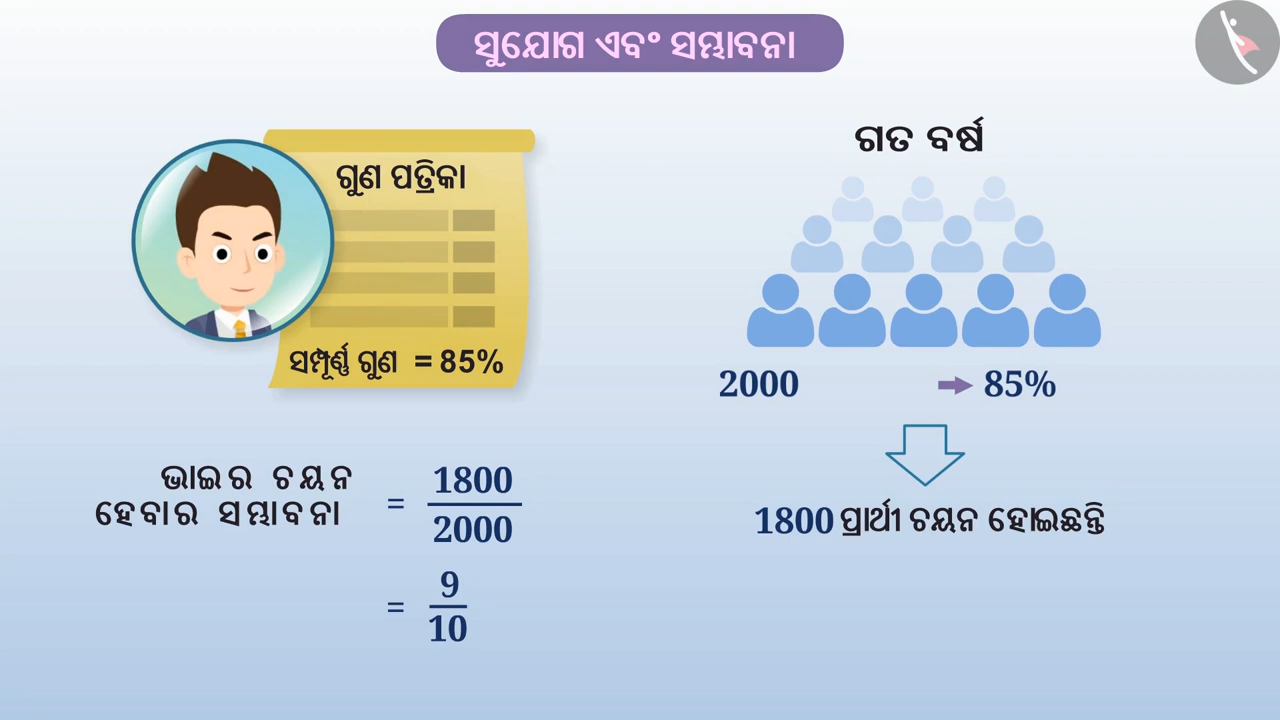 ସୁଯୋଗ ଏବଂ ସମ୍ଭାବନା
ଗୁଣ ପତ୍ରିକା
ସମ୍ପୂର୍ଣ୍ଣ ଗୁଣ = 85%
ଗତ ବର୍ଷ
2000 85%
1800 ପ୍ରାର୍ଥୀ ଚୟନ ହୋଇଛନ୍ତି
ଭାଇର ଚୟନ
ହେବାର ସମ୍ଭାବନା = 1800/2000
= 9/10